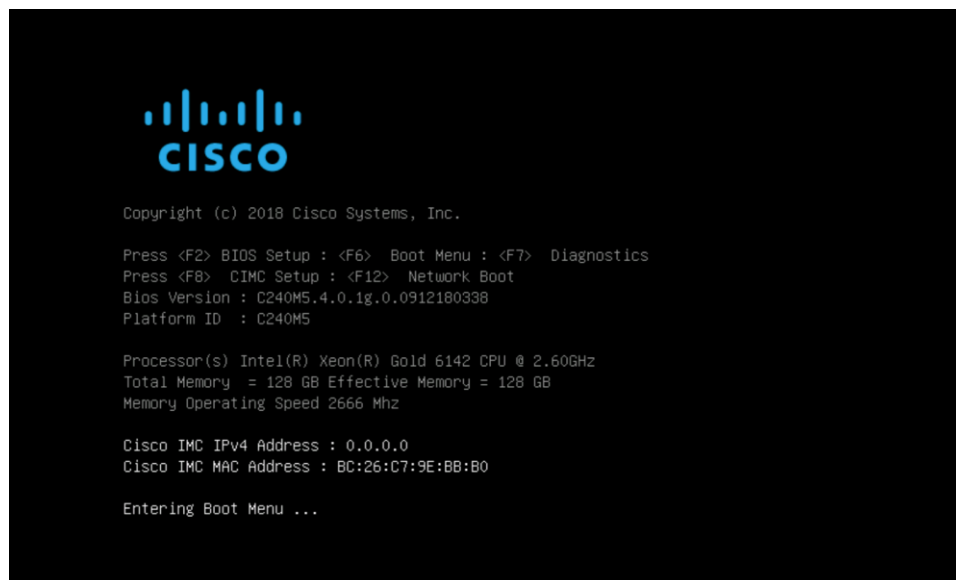 CISCO
Copyright (c) 2018 Cisco Systems, Inc.
Press <F2> BIOS Setup : <F6>  Boot Menu : <F7>  Diagnostics
Press <F8>  CIMC Setup : <F12>  Network Boot
Bios Version : C240M5.4.0.1g.0.0912180338
Platform ID  : C240M5
Processor(s) Intel(R) Xeon(R) Gold 6142 CPU @ 2.60GHz
Total Memory  = 128 GB Effective Memory = 128 GB
Memory Operating Speed 2666 Mhz
Cisco IMC IPv4 Address : 0.0.0.0
Cisco IMC MAC Address : BC:26:C7:9E:BB:B0
Entering Boot Menu ...